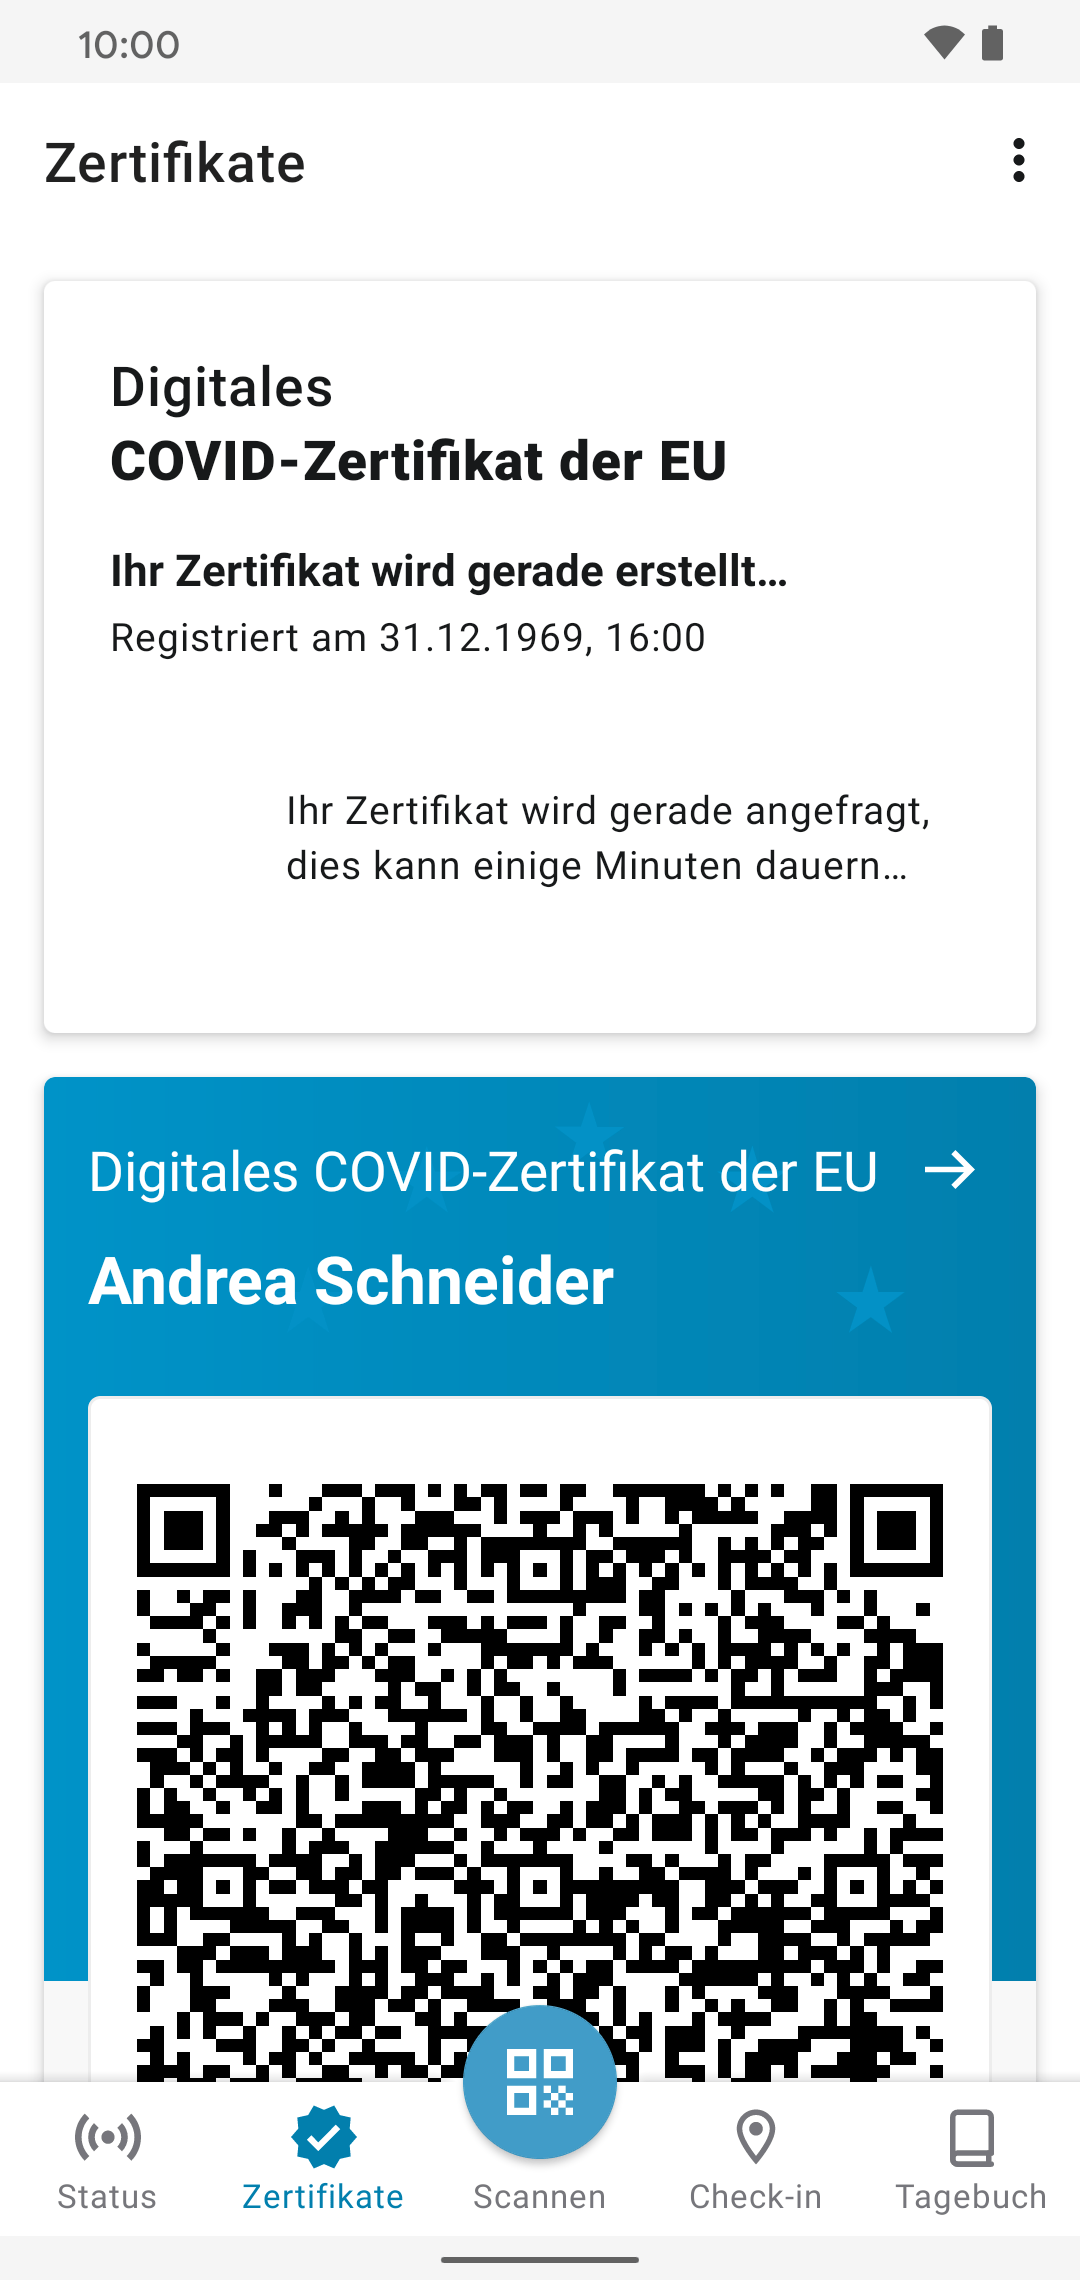 10:00
Zertifikate
Digitales
COVID-Zertifikat der EU
Ihr Zertifikat wird gerade erstellt…
Registriert am 31.12.1969, 16:00
Ihr Zertifikat wird gerade angefragt,
dies kann einige Minuten dauern…
Digitales COVID-Zertifikat der EU
Andrea Schneider
Status
Zertifikate
Scannen
Check-in
Tagebuch